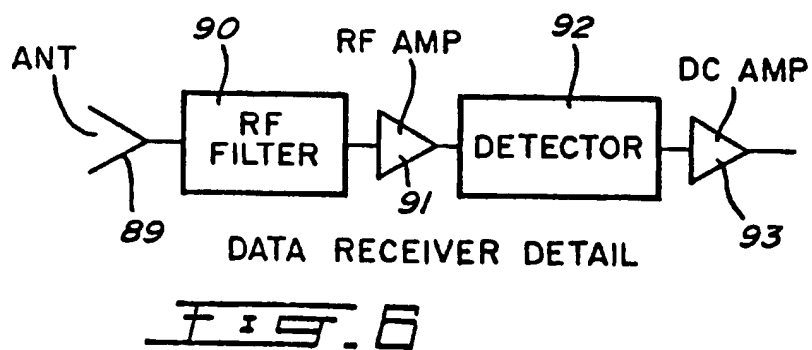 90
RF AMP
92
ANT
DC AMP
RF
FILTER
DETECTOR
89
91
93
DATA RECEIVER DETAIL
FIG. 6